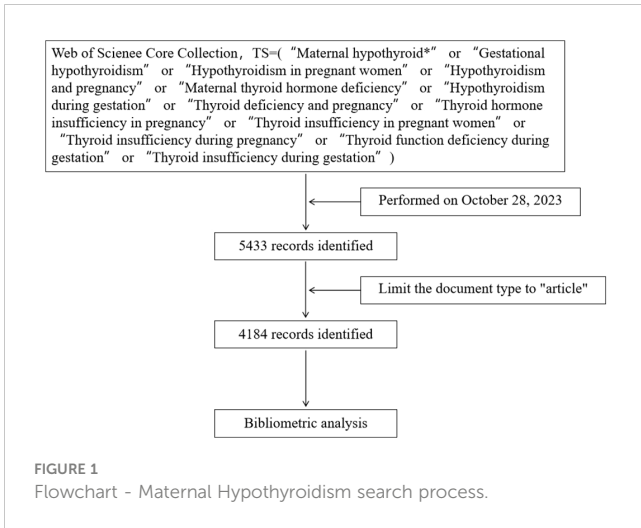 Web of Scienee Core Collection, TS=( “Maternal hypothyroid*” or “Gestational
hypothyroidism” or “Hypothyroidism in pregnant women” or “Hypothyroidism
and pregnancy” or “Maternal thyroid hormone deficiency” or “Hypothyroidism
during gestation” or “Thyroid deficiency and pregnancy” or “Thyroid hormone
insufficiency in pregnancy” or “Thyroid insufficiency in pregnant women” or
“Thyroid insufficiency during pregnancy” or “Thyroid function deficiency during
gestation” or “Thyroid insufficiency during gestation” )
Performed on October 28, 2023
5433 records identified
Limit the document type to "article"
4184 records identified
Bibliometric analysis
FIGURE 1
Flowchart - Maternal Hypothyroidism search process.